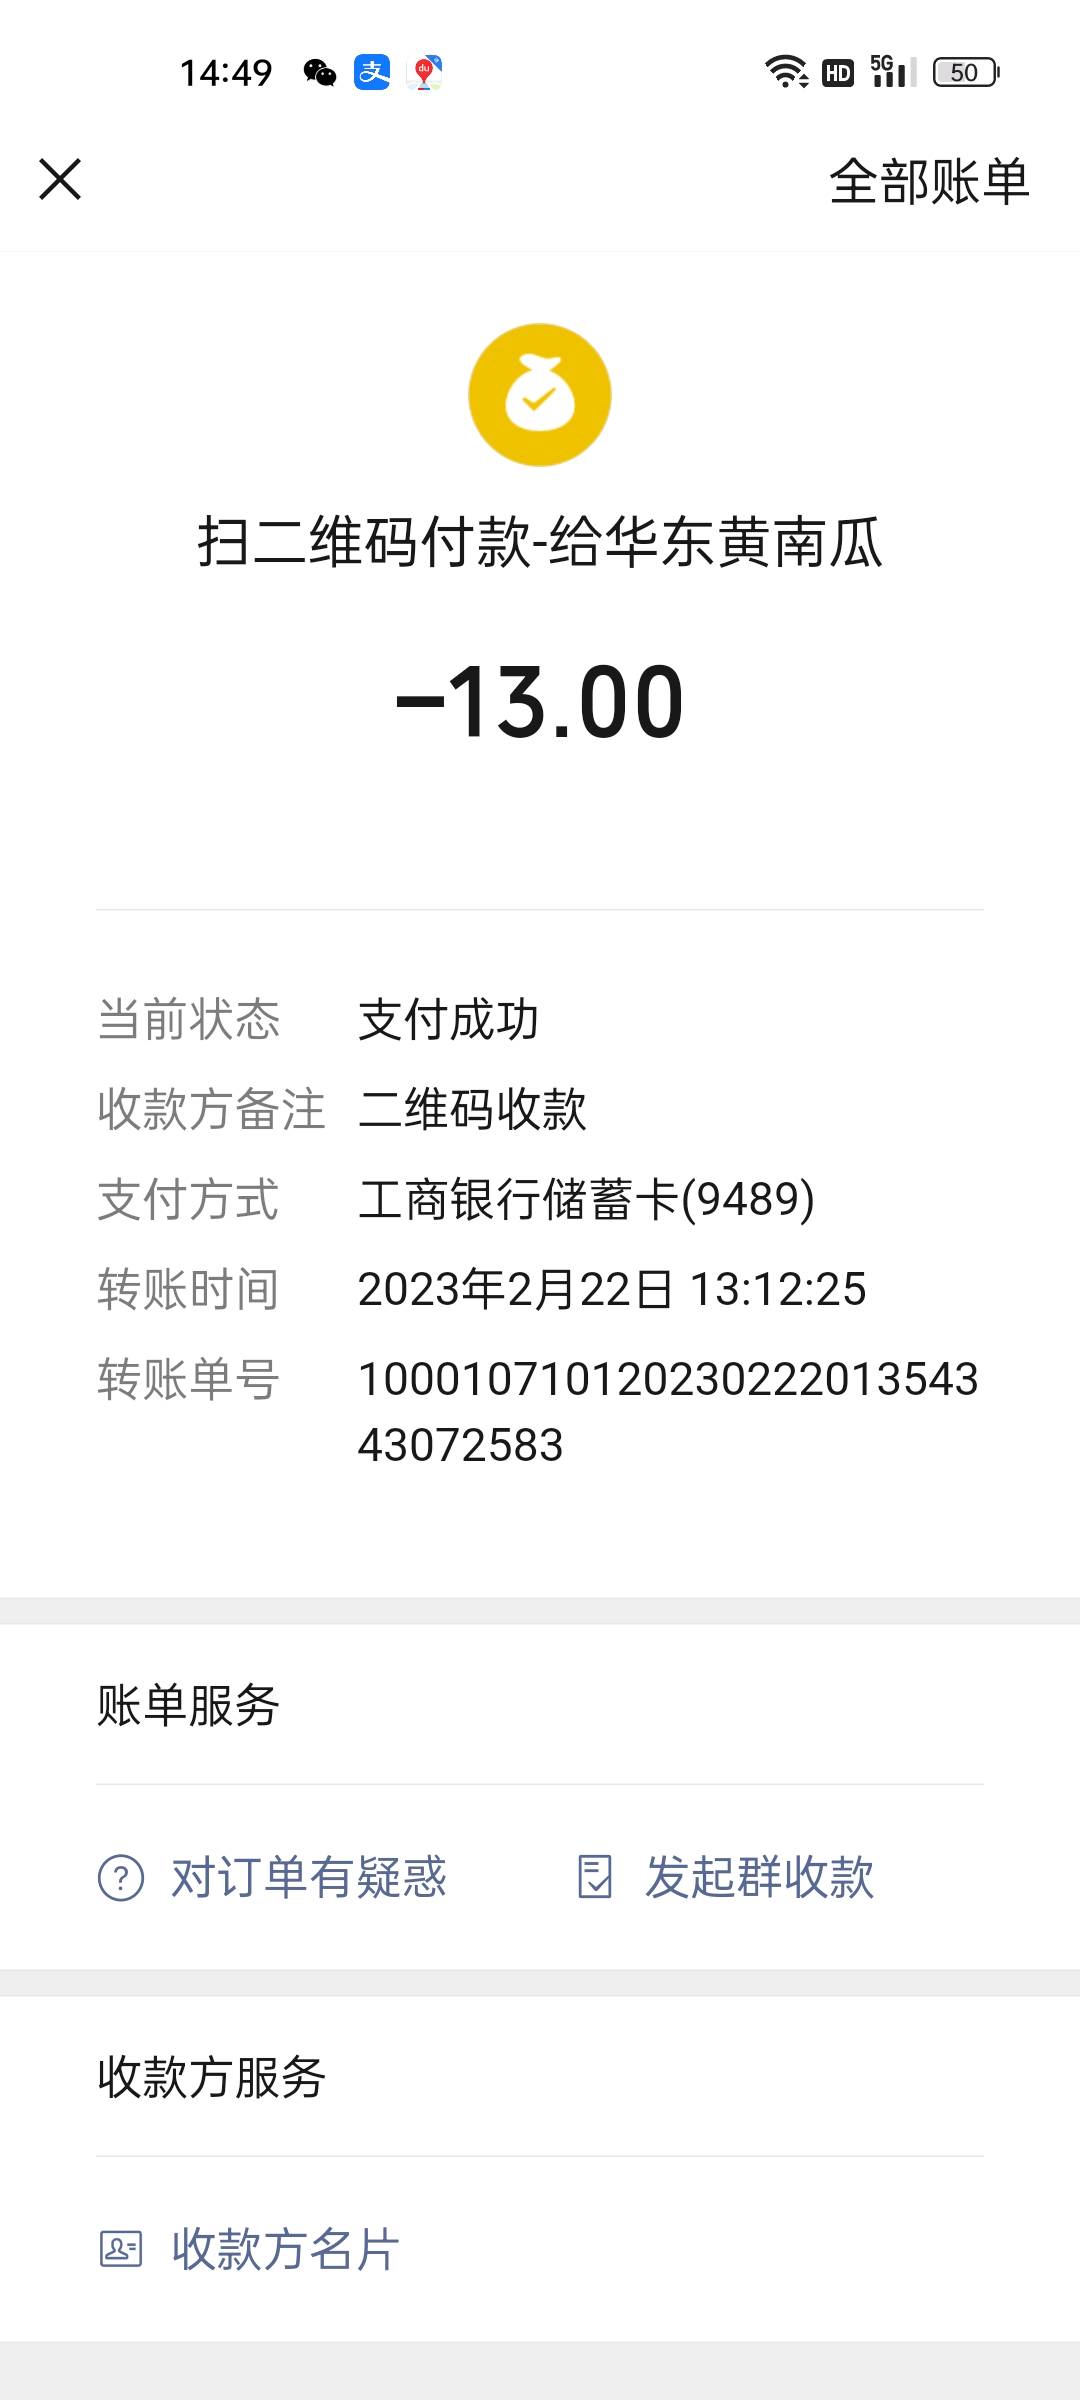 14:49 支 du HD 5G 50
全部账单
扫二维码付款-给华东黄南瓜
-13.00
当前状态 支付成功
收款方备注 二维码收款
支付方式 工商银行储蓄卡(9489)
转账时间 2023年2月22日 13:12:25
转账单号 100010710120230222013543
43072583
账单服务
? 对订单有疑惑 发起群收款
收款方服务
收款方名片